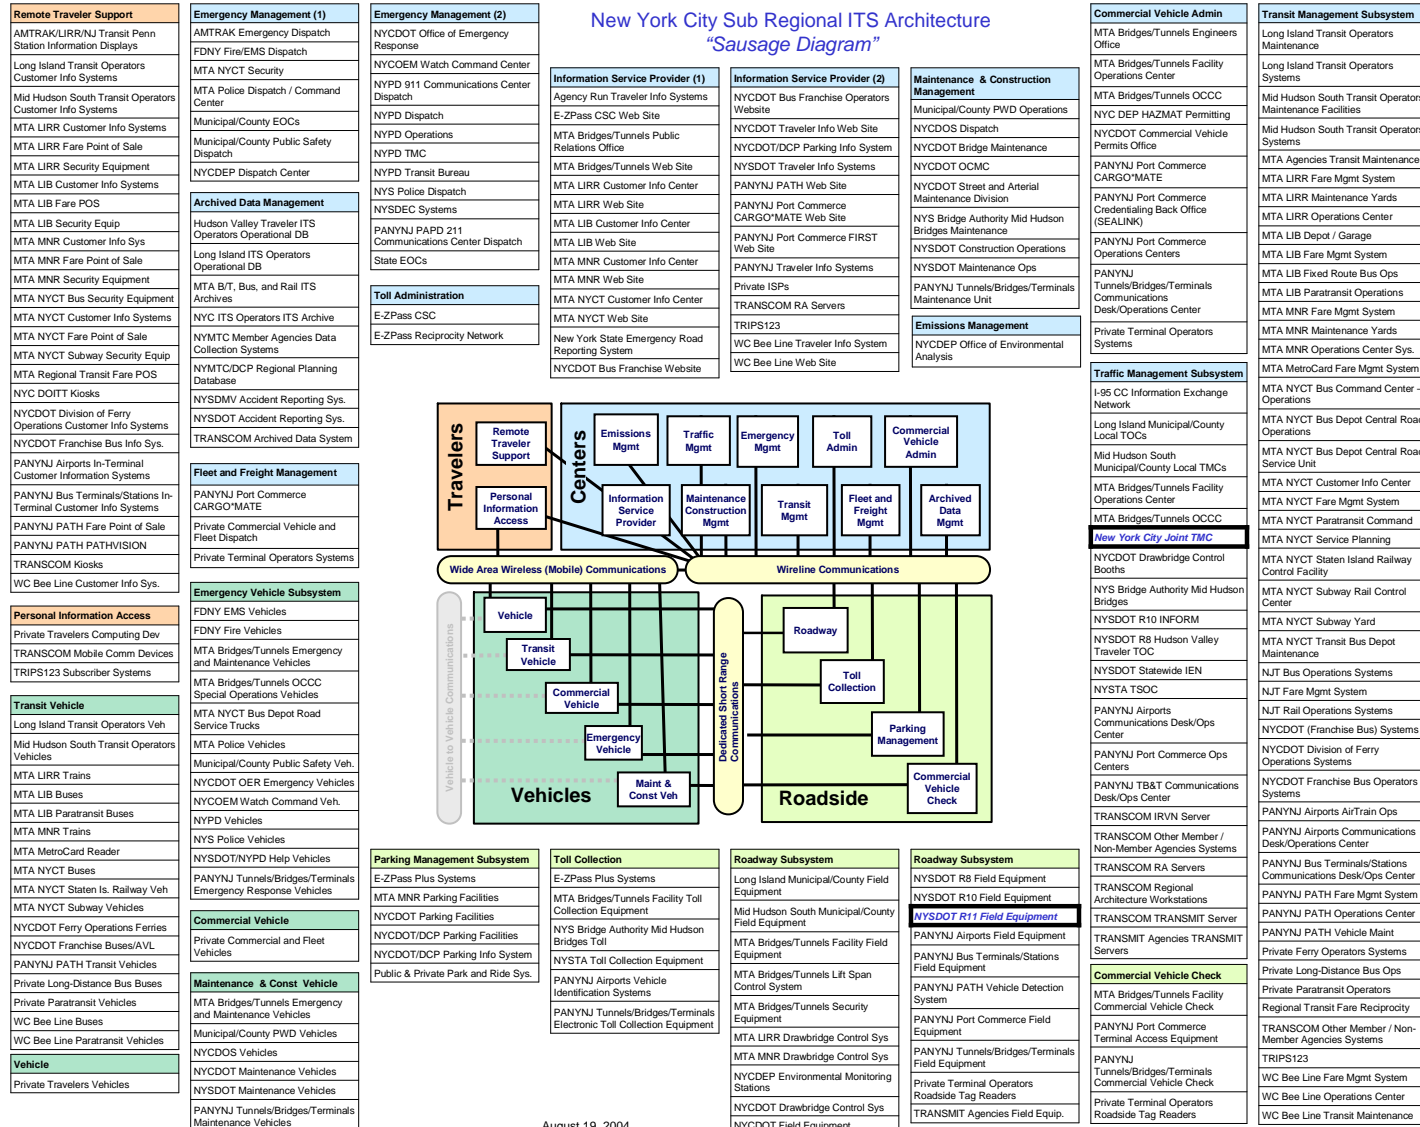 New York City Sub Regional ITS Architecture
“Sausage Diagram”
Remote Traveler Support
AMTRAK/LIRR/NJ Transit Penn
Station Information Displays
Long Island Transit Operators
Customer Info Systems
Mid Hudson South Transit Operators
Customer Info Systems
MTA LIRR Customer Info Systems
MTA LIRR Fare Point of Sale
MTA LIRR Security Equipment
MTA LIB Customer Info Systems
MTA LIB Fare POS
MTA LIB Security Equip
MTA MNR Customer Info Sys
MTA MNR Fare Point of Sale
MTA MNR Security Equipment
MTA NYCT Bus Security Equipment
MTA NYCT Customer Info Systems
MTA NYCT Fare Point of Sale
MTA NYCT Subway Security Equip
MTA Regional Transit Fare POS
NYC DOITT Kiosks
NYCDOT Division of Ferry
Operations Customer Info Systems
NYCDOT Franchise Bus Info Sys.
PANYNJ Airports In-Terminal
Customer Information Systems
PANYNJ Bus Terminals/Stations In-
Terminal Customer Info Systems
PANYNJ PATH Fare Point of Sale
PANYNJ PATH PATHVISION
TRANSCOM Kiosks
WC Bee Line Customer Info Sys.
Personal Information Access
Private Travelers Computing Dev
TRANSCOM Mobile Comm Devices
TRIPS123 Subscriber Systems
Transit Vehicle
Long Island Transit Operators Veh
Mid Hudson South Transit Operators
Vehicles
MTA LIRR Trains
MTA LIB Buses
MTA LIB Paratransit Buses
MTA MNR Trains
MTA MetroCard Reader
MTA NYCT Buses
MTA NYCT Staten Is. Railway Veh
MTA NYCT Subway Vehicles
NYCDOT Ferry Operations Ferries
NYCDOT Franchise Buses/AVL
PANYNJ PATH Transit Vehicles
Private Long-Distance Bus Buses
Private Paratransit Vehicles
WC Bee Line Buses
WC Bee Line Paratransit Vehicles
Vehicle
Private Travelers Vehicles
Emergency Management (1)
AMTRAK Emergency Dispatch
FDNY Fire/EMS Dispatch
MTA NYCT Security
MTA Police Dispatch / Command
Center
Municipal/County EOCs
Municipal/County Public Safety
Dispatch
NYCDEP Dispatch Center
Archived Data Management
Hudson Valley Traveler ITS
Operators Operational DB
Long Island ITS Operators
Operational DB
MTA B/T, Bus, and Rail ITS
Archives
NYC ITS Operators ITS Archive
NYMTC Member Agencies Data
Collection Systems
NYMTC/DCP Regional Planning
Database
NYSDMV Accident Reporting Sys.
NYSDOT Accident Reporting Sys.
TRANSCOM Archived Data System
Fleet and Freight Management
PANYNJ Port Commerce
CARGO*MATE
Private Commercial Vehicle and
Fleet Dispatch
Private Terminal Operators Systems
Emergency Vehicle Subsystem
FDNY EMS Vehicles
FDNY Fire Vehicles
MTA Bridges/Tunnels Emergency
and Maintenance Vehicles
MTA Bridges/Tunnels OCCC
Special Operations Vehicles
MTA NYCT Bus Depot Road
Service Trucks
MTA Police Vehicles
Municipal/County Public Safety Veh.
NYCDOT OER Emergency Vehicles
NYCOEM Watch Command Veh.
NYPD Vehicles
NYS Police Vehicles
NYSDOT/NYPD Help Vehicles
PANYNJ Tunnels/Bridges/Terminals
Emergency Response Vehicles
Commercial Vehicle
Private Commercial and Fleet
Vehicles
Maintenance & Const Vehicle
MTA Bridges/Tunnels Emergency
and Maintenance Vehicles
Municipal/County PWD Vehicles
NYCDOS Vehicles
NYCDOT Maintenance Vehicles
NYSDOT Maintenance Vehicles
PANYNJ Tunnels/Bridges/Terminals
Maintenance Vehicles
Emergency Management (2)
NYCDOT Office of Emergency
Response
NYCOEM Watch Command Center
NYPD 911 Communications Center
Dispatch
NYPD Dispatch
NYPD Operations
NYPD TMC
NYPD Transit Bureau
NYS Police Dispatch
NYSDEC Systems
PANYNJ PAPD 211
Communications Center Dispatch
State EOCs
Toll Administration
E-ZPass CSC
E-ZPass Reciprocity Network
Information Service Provider (1)
Agency Run Traveler Info Systems
E-ZPass CSC Web Site
MTA Bridges/Tunnels Public
Relations Office
MTA Bridges/Tunnels Web Site
MTA LIRR Customer Info Center
MTA LIRR Web Site
MTA LIB Customer Info Center
MTA LIB Web Site
MTA MNR Customer Info Center
MTA MNR Web Site
MTA NYCT Customer Info Center
MTA NYCT Web Site
New York State Emergency Road
Reporting System
NYCDOT Bus Franchise Website
Information Service Provider (2)
NYCDOT Bus Franchise Operators
Website
NYCDOT Traveler Info Web Site
NYCDOT/DCP Parking Info System
NYSDOT Traveler Info Systems
PANYNJ PATH Web Site
PANYNJ Port Commerce
CARGO*MATE Web Site
PANYNJ Port Commerce FIRST
Web Site
PANYNJ Traveler Info Systems
Private ISPs
TRANSCOM RA Servers
TRIPS123
WC Bee Line Traveler Info System
WC Bee Line Web Site
Maintenance & Construction
Management
Municipal/County PWD Operations
NYCDOS Dispatch
NYCDOT Bridge Maintenance
NYCDOT OCMC
NYCDOT Street and Arterial
Maintenance Division
NYS Bridge Authority Mid Hudson
Bridges Maintenance
NYSDOT Construction Operations
NYSDOT Maintenance Ops
PANYNJ Tunnels/Bridges/Terminals
Maintenance Unit
Emissions Management
NYCDEP Office of Environmental
Analysis
Travelers
Remote
Traveler
Support
Personal
Information
Access
Centers
Emissions
Mgmt
Traffic
Mgmt
Emergency
Mgmt
Toll
Admin
Commercial
Vehicle
Admin
Information
Service
Provider
Maintenance
Construction
Mgmt
Transit
Mgmt
Fleet and
Freight
Mgmt
Archived
Data
Mgmt
Wide Area Wireless (Mobile) Communications
Wireline Communications
Vehicle to Vehicle Communications
Vehicle
Transit
Vehicle
Commercial
Vehicle
Emergency
Vehicle
Maint &
Const Veh
Vehicles
Dedicated Short Range
Communications
Roadway
Toll
Collection
Parking
Management
Commercial
Vehicle
Check
Roadside
Parking Management Subsystem
E-ZPass Plus Systems
MTA MNR Parking Facilities
NYCDOT Parking Facilities
NYCDOT/DCP Parking Facilities
NYCDOT/DCP Parking Info System
Public & Private Park and Ride Sys.
Toll Collection
E-ZPass Plus Systems
MTA Bridges/Tunnels Facility Toll
Collection Equipment
NYS Bridge Authority Mid Hudson
Bridges Toll
NYSTA Toll Collection Equipment
PANYNJ Airports Vehicle
Identification Systems
PANYNJ Tunnels/Bridges/Terminals
Electronic Toll Collection Equipment
August 19, 2004
Roadway Subsystem
Long Island Municipal/County Field
Equipment
Mid Hudson South Municipal/County
Field Equipment
MTA Bridges/Tunnels Facility Field
Equipment
MTA Bridges/Tunnels Lift Span
Control System
MTA Bridges/Tunnels Security
Equipment
MTA LIRR Drawbridge Control Sys
MTA MNR Drawbridge Control Sys
NYCDEP Environmental Monitoring
Stations
NYCDOT Drawbridge Control Sys
NYCDOT Field Equipment
Roadway Subsystem
NYSDOT R8 Field Equipment
NYSDOT R10 Field Equipment
NYSDOT R11 Field Equipment
PANYNJ Airports Field Equipment
PANYNJ Bus Terminals/Stations
Field Equipment
PANYNJ PATH Vehicle Detection
System
PANYNJ Port Commerce Field
Equipment
PANYNJ Tunnels/Bridges/Terminals
Field Equipment
Private Terminal Operators
Roadside Tag Readers
TRANSMIT Agencies Field Equip.
Commercial Vehicle Admin
MTA Bridges/Tunnels Engineers
Office
MTA Bridges/Tunnels Facility
Operations Center
MTA Bridges/Tunnels OCCC
NYC DEP HAZMAT Permitting
NYCDOT Commercial Vehicle
Permits Office
PANYNJ Port Commerce
CARGO*MATE
PANYNJ Port Commerce
Credentialing Back Office
(SEALINK)
PANYNJ Port Commerce
Operations Centers
PANYNJ
Tunnels/Bridges/Terminals
Communications
Desk/Operations Center
Private Terminal Operators
Systems
Traffic Management Subsystem
I-95 CC Information Exchange
Network
Long Island Municipal/County
Local TOCs
Mid Hudson South
Municipal/County Local TMCs
MTA Bridges/Tunnels Facility
Operations Center
MTA Bridges/Tunnels OCCC
New York City Joint TMC
NYCDOT Drawbridge Control
Booths
NYS Bridge Authority Mid Hudson
Bridges
NYSDOT R10 INFORM
NYSDOT R8 Hudson Valley
Traveler TOC
NYSDOT Statewide IEN
NYSTA TSOC
PANYNJ Airports
Communications Desk/Ops
Center
PANYNJ Port Commerce Ops
Centers
PANYNJ TB&T Communications
Desk/Ops Center
TRANSCOM IRVN Server
TRANSCOM Other Member /
Non-Member Agencies Systems
TRANSCOM RA Servers
TRANSCOM Regional
Architecture Workstations
TRANSCOM TRANSMIT Server
TRANSMIT Agencies TRANSMIT
Servers
Commercial Vehicle Check
MTA Bridges/Tunnels Facility
Commercial Vehicle Check
PANYNJ Port Commerce
Terminal Access Equipment
PANYNJ
Tunnels/Bridges/Terminals
Commercial Vehicle Check
Private Terminal Operators
Roadside Tag Readers
Transit Management Subsystem
Long Island Transit Operators
Maintenance
Long Island Transit Operators
Systems
Mid Hudson South Transit Operators
Maintenance Facilities
Mid Hudson South Transit Operators
Systems
MTA Agencies Transit Maintenance
MTA LIRR Fare Mgmt System
MTA LIRR Maintenance Yards
MTA LIRR Operations Center
MTA LIB Depot / Garage
MTA LIB Fare Mgmt System
MTA LIB Fixed Route Bus Ops
MTA LIB Paratransit Operations
MTA MNR Fare Mgmt System
MTA MNR Maintenance Yards
MTA MNR Operations Center Sys.
MTA MetroCard Fare Mgmt System
MTA NYCT Bus Command Center -
Operations
MTA NYCT Bus Depot Central Road
Operations
MTA NYCT Bus Depot Central Road
Service Unit
MTA NYCT Customer Info Center
MTA NYCT Fare Mgmt System
MTA NYCT Paratransit Command
MTA NYCT Service Planning
MTA NYCT Staten Island Railway
Control Facility
MTA NYCT Subway Rail Control
Center
MTA NYCT Subway Yard
MTA NYCT Transit Bus Depot
Maintenance
NJT Bus Operations Systems
NJT Fare Mgmt System
NJT Rail Operations Systems
NYCDOT (Franchise Bus) Systems
NYCDOT Division of Ferry
Operations Systems
NYCDOT Franchise Bus Operators
Systems
PANYNJ Airports AirTrain Ops
PANYNJ Airports Communications
Desk/Operations Center
PANYNJ Bus Terminals/Stations
Communications Desk/Ops Center
PANYNJ PATH Fare Mgmt System
PANYNJ PATH Operations Center
PANYNJ PATH Vehicle Maint
Private Ferry Operators Systems
Private Long-Distance Bus Ops
Private Paratransit Operators
Regional Transit Fare Reciprocity
TRANSCOM Other Member / Non-
Member Agencies Systems
TRIPS123
WC Bee Line Fare Mgmt System
WC Bee Line Operations Center
WC Bee Line Transit Maintenance